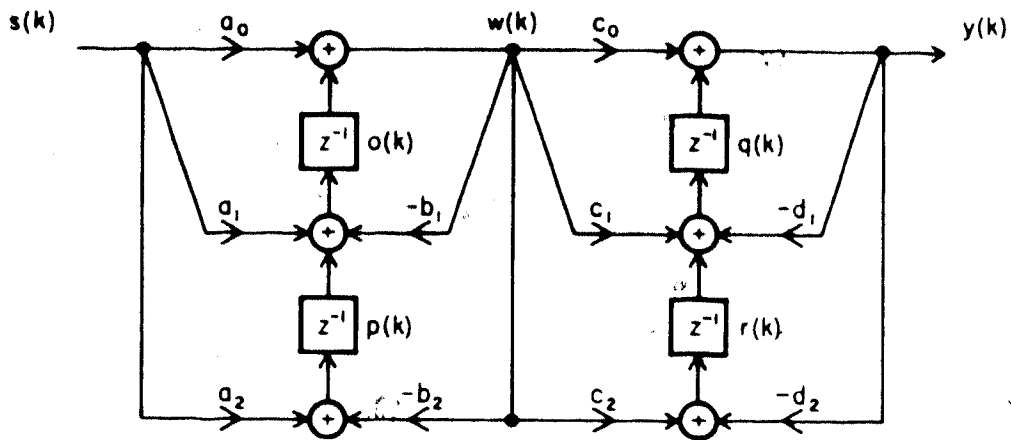 s(k) a₀ + w(k) c₀ + y(k)
z⁻¹ o(k) z⁻¹ q(k)
a₁ + -b₁ c₁ + -d₁
z⁻¹ p(k) z⁻¹ r(k)
a₂ + -b₂ c₂ + -d₂